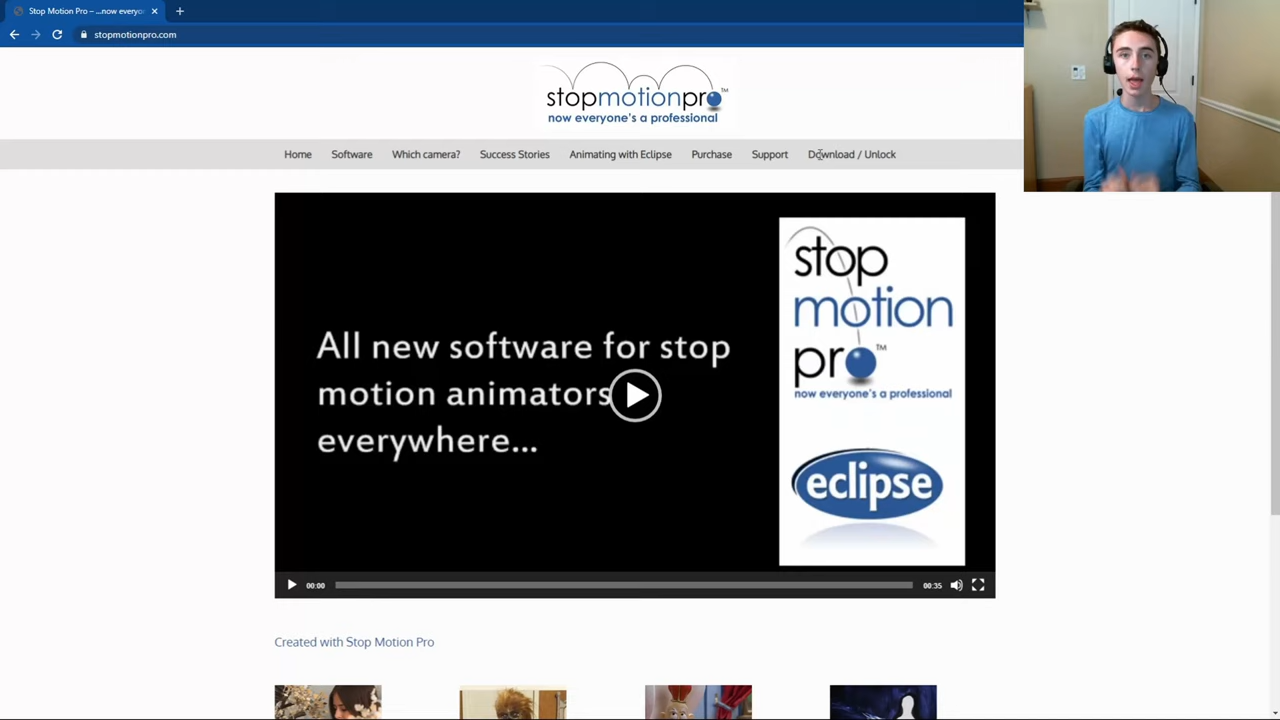 Stop Motion Pro – ...now everyo
stopmotionpro.com
stopmotionpro™
now everyone's a professional
Home Software Which camera? Success Stories Animating with Eclipse Purchase Support Download / Unlock
All new software for stop
motion animators
everywhere...
stop
motion
pro™
now everyone's a professional
eclipse
00:00 00:35
Created with Stop Motion Pro